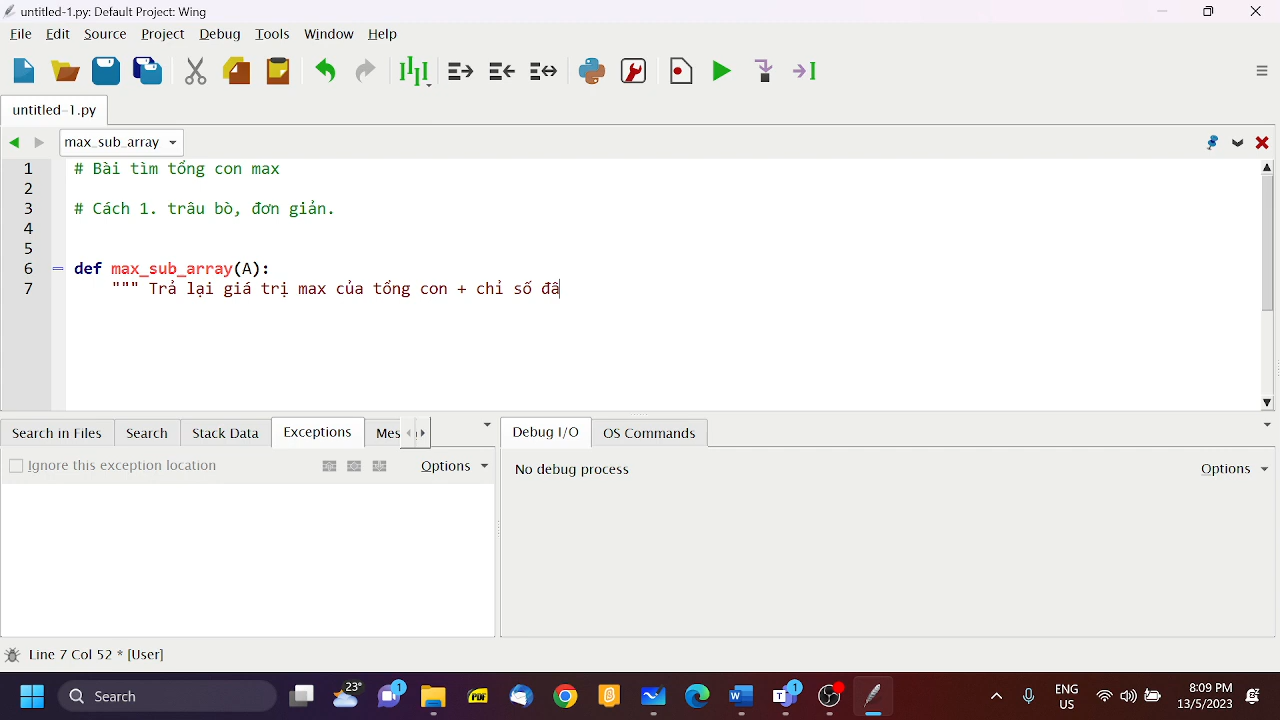 untitled-1.py: Default Project: Wing
File Edit Source Project Debug Tools Window Help
untitled-1.py
max_sub_array
1 # Bài tìm tổng con max
2
3 # Cách 1. trâu bò, đơn giản.
4
5
6 def max_sub_array(A):
7 """ Trả lại giá trị max của tổng con + chỉ số đâ
Search in Files Search Stack Data Exceptions Mes Debug I/O OS Commands
Ignore this exception location Options No debug process Options
Line 7 Col 52 * [User]
Search 23° 1 PDF 1 ENG 8:09 PM
US 13/5/2023